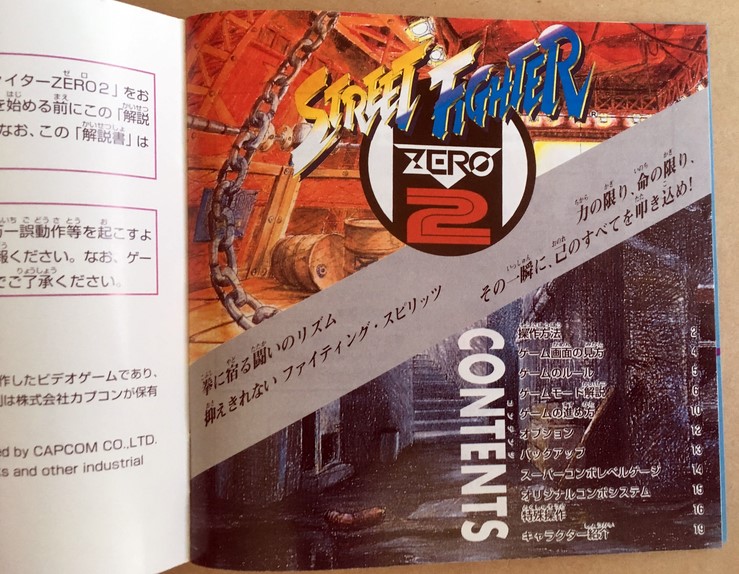 イターZERO2」をお
を始める前にこの「解説
なお、この「解説書」は
万一誤動作等を起こすよ
報ください。なお、ゲー
でご了承ください。
作したビデオゲームであり、
利は株式会社カプコンが保有
ed by CAPCOM CO.,LTD.
s and other industrial
STREET FIGHTER
ZERO
2
力の限り、命の限り、
その一瞬に、己のすべてを叩き込め!
拳に宿る闘いのリズム
抑えきれない ファイティング・スピリッツ
CONTENTS
コンテンツ
操作方法 2
ゲーム画面の見方 4
ゲームのルール 5
ゲームモード解説 6
ゲームの進め方 10
オプション 12
バックアップ 13
スーパーコンボレベルゲージ 14
オリジナルコンボシステム 15
特殊操作 16
キャラクター紹介 19